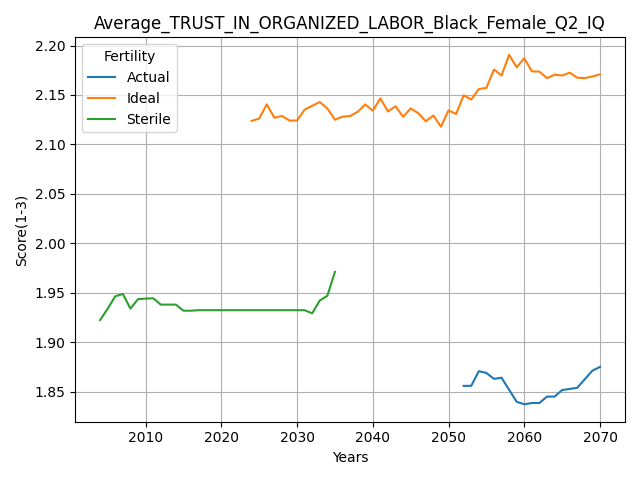 Average_TRUST_IN_ORGANIZED_LABOR_Black_Female_Q2_IQ
Fertility
Actual
Ideal
Sterile
2.20
2.15
2.10
2.05
2.00
1.95
1.90
1.85
Score(1-3)
2010 2020 2030 2040 2050 2060 2070
Years